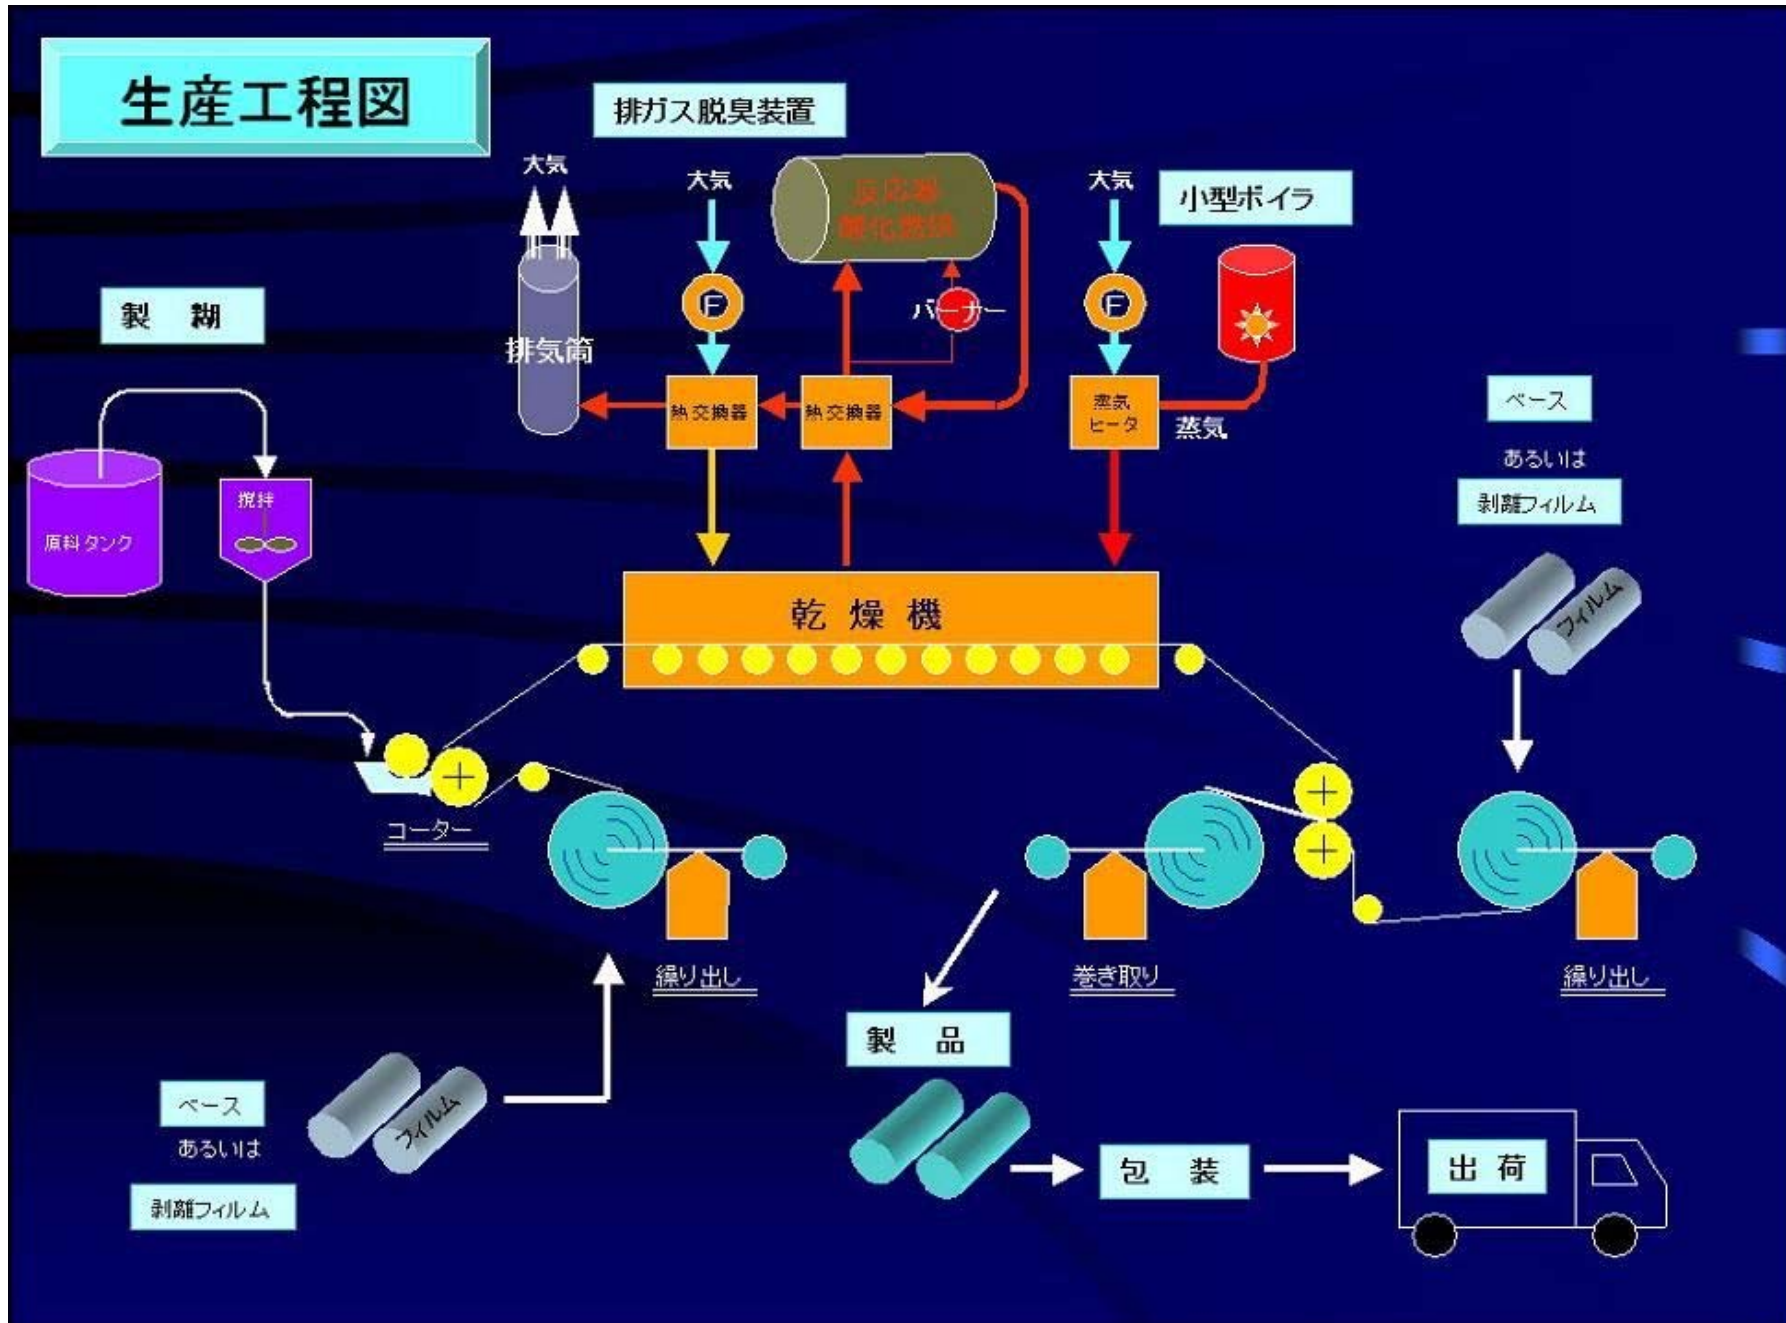 生産工程図
排ガス脱臭装置
大気
大気
大気
小型ボイラ
反応器
F
F
バーナー
製 糊
排気筒
熱交換器
熱交換器
蒸気
ヒータ
蒸気
ベース
あるいは
剥離フィルム
フィルム
原料タンク
撹拌
乾燥機
コーター
繰り出し
巻き取り
繰り出し
製 品
ベース
あるいは
剥離フィルム
フィルム
包 装
出荷